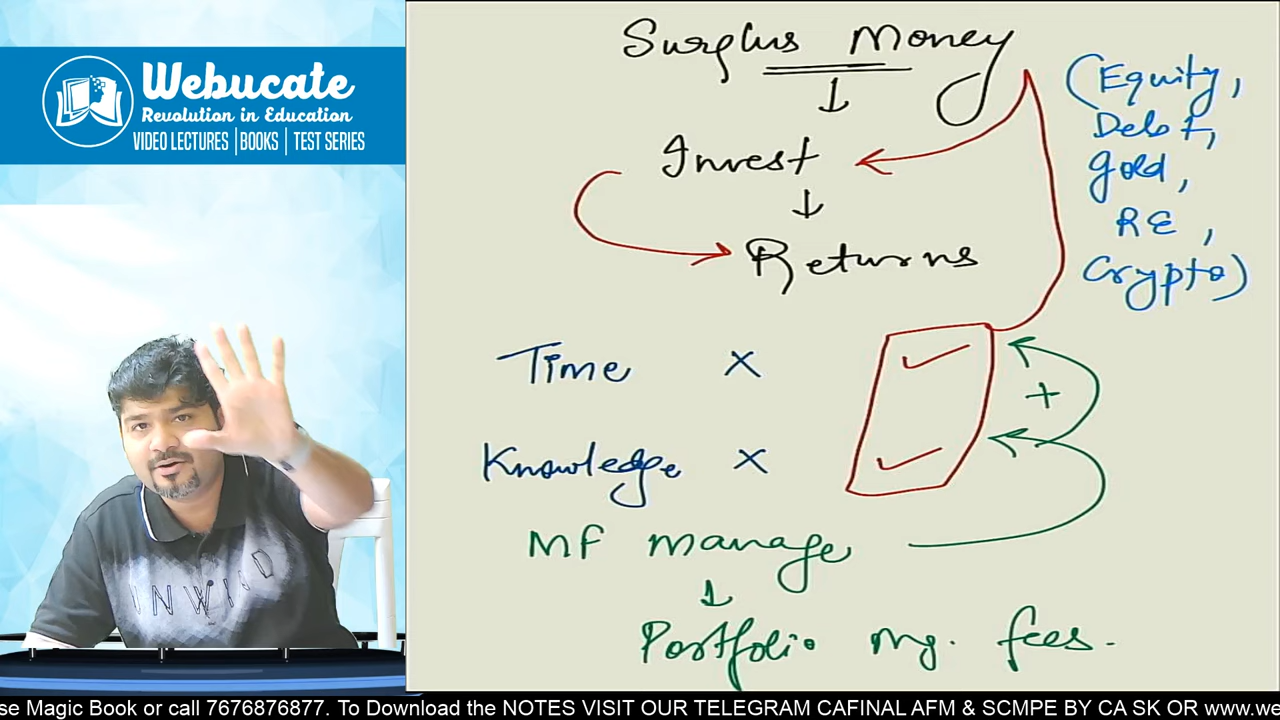 Webucate
Revolution in Education
VIDEO LECTURES | BOOKS | TEST SERIES
Surplus Money
Invest
Returns
(Equity,
Debt,
Gold,
RE,
Crypto)
Time ×
+
Knowledge ×
MF manage
Portfolio mg. fees.
UNWIND
se Magic Book or call 7676876877. To Download the NOTES VISIT OUR TELEGRAM CAFINAL AFM & SCMPE BY CA SK OR www.we